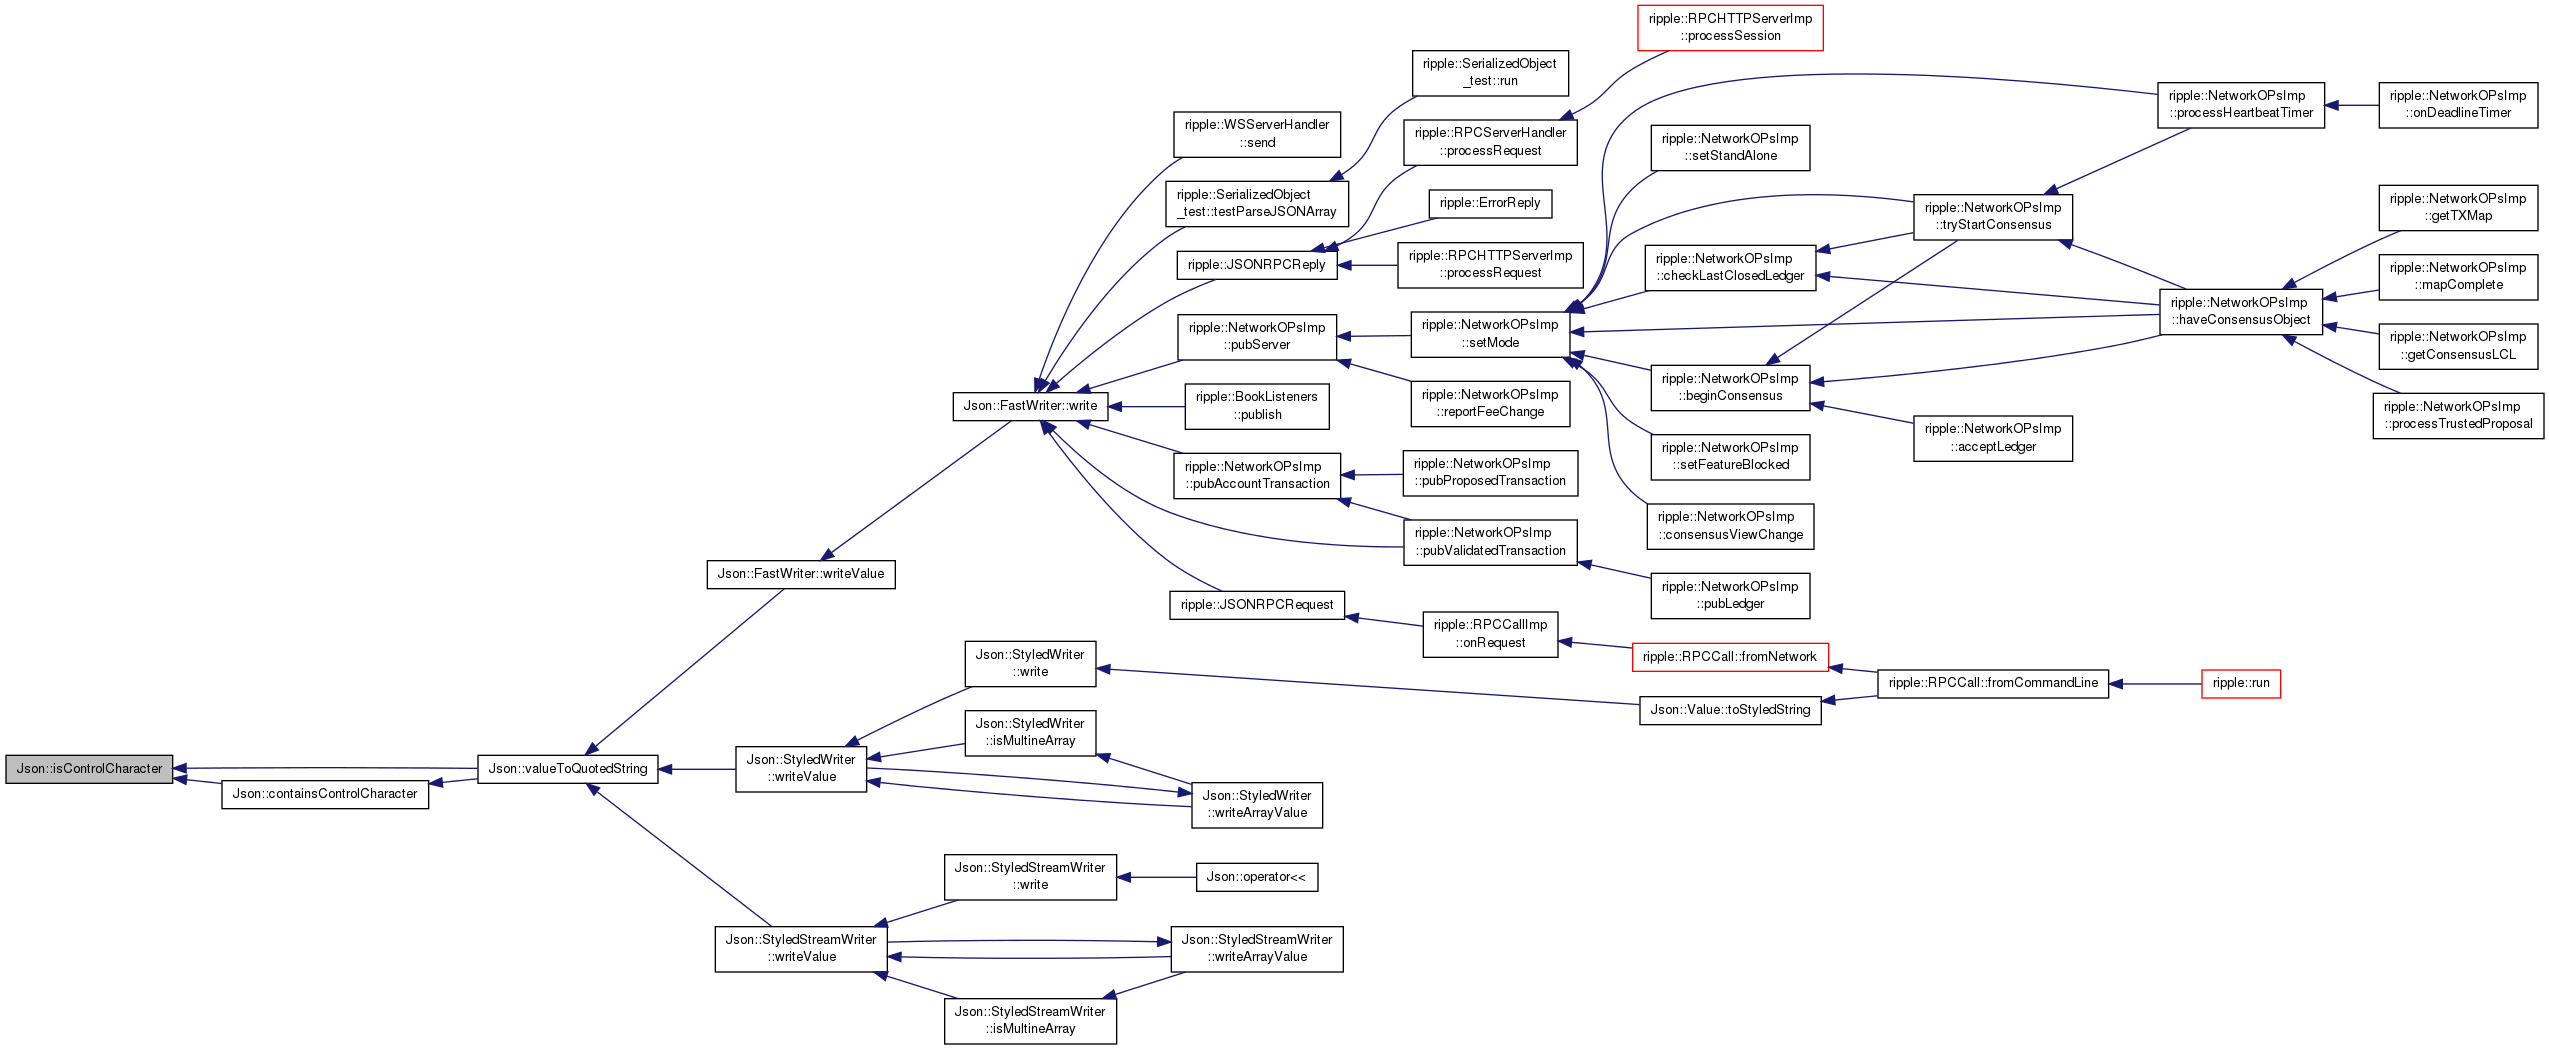 Json::isControlCharacter
Json::containsControlCharacter
Json::valueToQuotedString
Json::FastWriter::writeValue
Json::StyledWriter
::writeValue
Json::StyledStreamWriter
::writeValue
Json::FastWriter::write
Json::StyledWriter
::write
Json::StyledWriter
::isMultineArray
Json::StyledStreamWriter
::write
Json::StyledStreamWriter
::isMultineArray
ripple::WSServerHandler
::send
ripple::SerializedObject
_test::testParseJSONArray
ripple::JSONRPCReply
ripple::NetworkOPsImp
::pubServer
ripple::BookListeners
::publish
ripple::NetworkOPsImp
::pubAccountTransaction
ripple::JSONRPCRequest
Json::StyledWriter
::writeArrayValue
Json::operator<<
Json::StyledStreamWriter
::writeArrayValue
ripple::SerializedObject
_test::run
ripple::RPCServerHandler
::processRequest
ripple::ErrorReply
ripple::RPCHTTPServerImp
::processRequest
ripple::NetworkOPsImp
::setMode
ripple::NetworkOPsImp
::reportFeeChange
ripple::NetworkOPsImp
::pubProposedTransaction
ripple::NetworkOPsImp
::pubValidatedTransaction
ripple::RPCCallImp
::onRequest
ripple::RPCHTTPServerImp
::processSession
ripple::NetworkOPsImp
::setStandAlone
ripple::NetworkOPsImp
::checkLastClosedLedger
ripple::NetworkOPsImp
::beginConsensus
ripple::NetworkOPsImp
::setFeatureBlocked
ripple::NetworkOPsImp
::consensusViewChange
ripple::NetworkOPsImp
::pubLedger
ripple::RPCCall::fromNetwork
Json::Value::toStyledString
ripple::NetworkOPsImp
::tryStartConsensus
ripple::NetworkOPsImp
::acceptLedger
ripple::RPCCall::fromCommandLine
ripple::NetworkOPsImp
::processHeartbeatTimer
ripple::NetworkOPsImp
::haveConsensusObject
ripple::run
ripple::NetworkOPsImp
::onDeadlineTimer
ripple::NetworkOPsImp
::getTXMap
ripple::NetworkOPsImp
::mapComplete
ripple::NetworkOPsImp
::getConsensusLCL
ripple::NetworkOPsImp
::processTrustedProposal